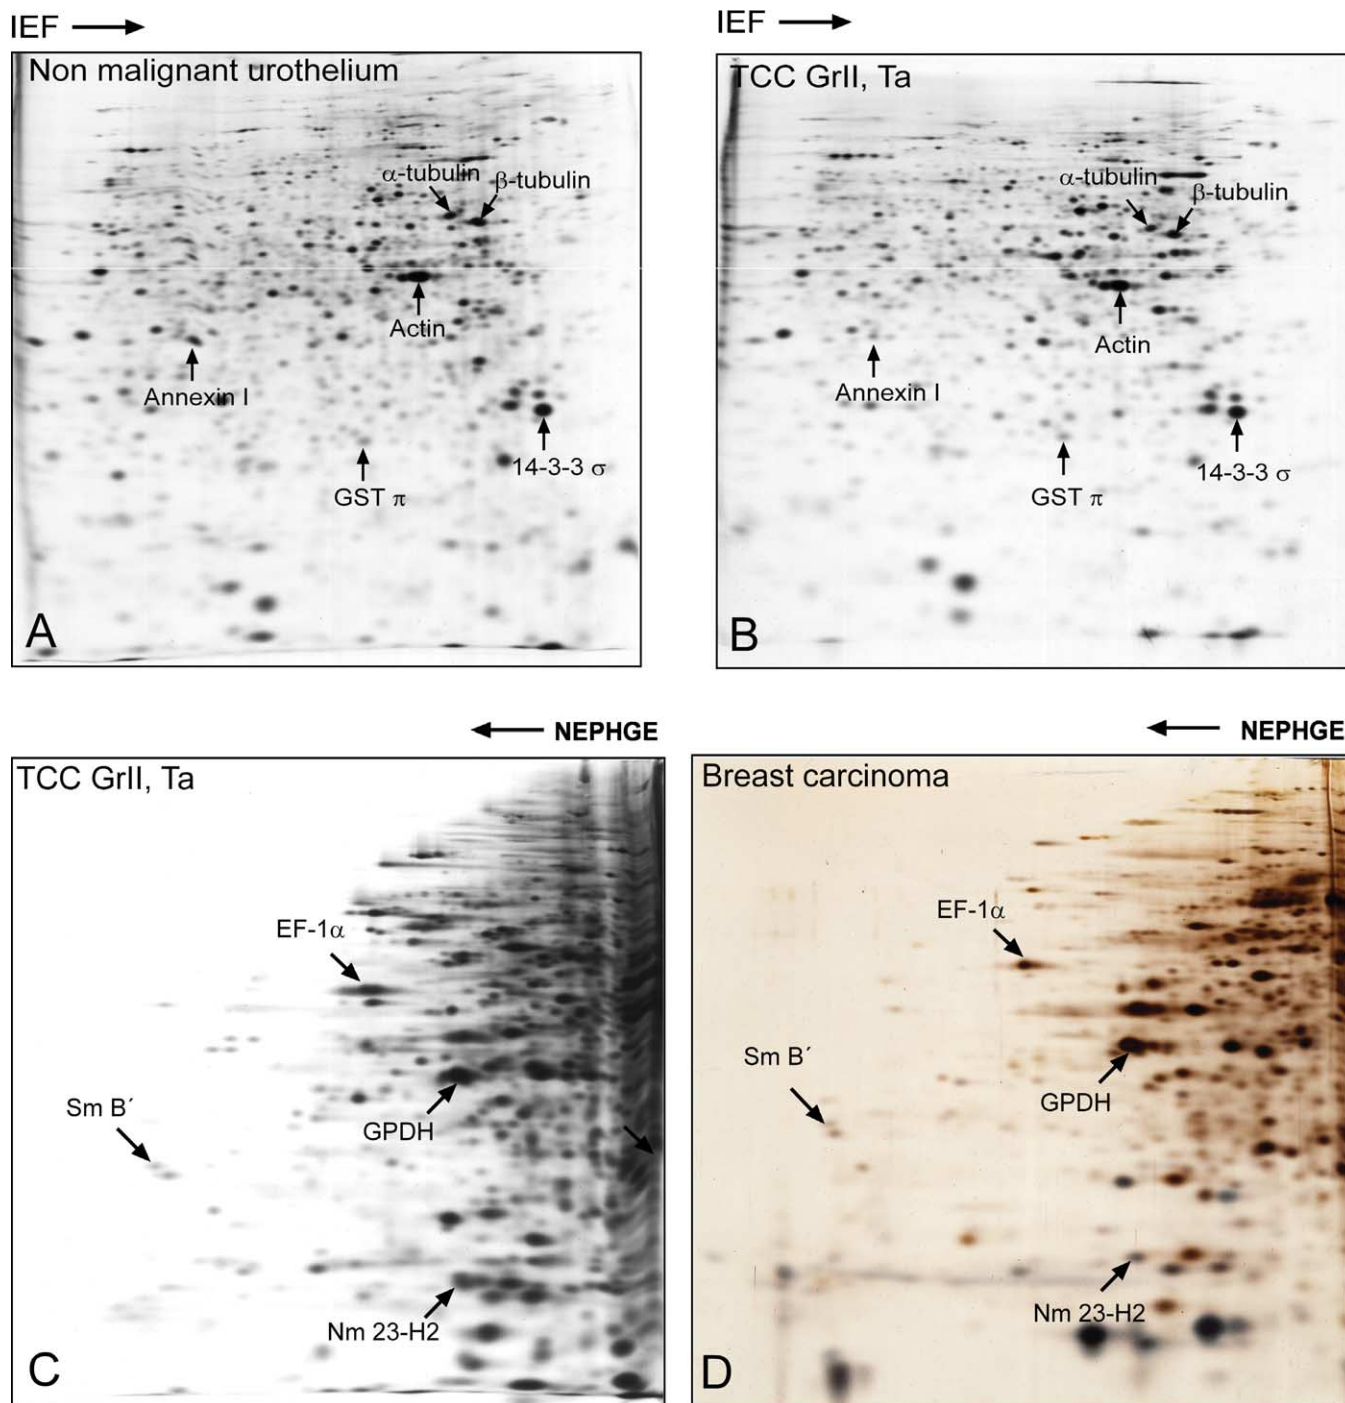 IEF
Non malignant urothelium
α-tubulin
β-tubulin
Actin
Annexin I
14-3-3 σ
GST π
A
IEF
TCC GrII, Ta
α-tubulin
β-tubulin
Actin
Annexin I
14-3-3 σ
GST π
B
NEPHGE
TCC GrII, Ta
EF-1α
Sm B´
GPDH
Nm 23-H2
C
NEPHGE
Breast carcinoma
EF-1α
Sm B´
GPDH
Nm 23-H2
D